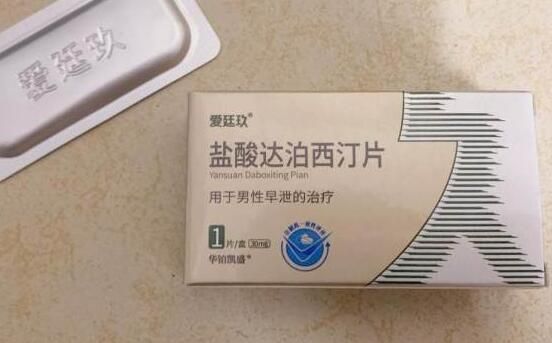 爱廷玖
爱廷玖®
盐酸达泊西汀片
Yansuan Daboxiting Pian
用于男性早泄的治疗
1片/盒 30mg
华铂凯盛®